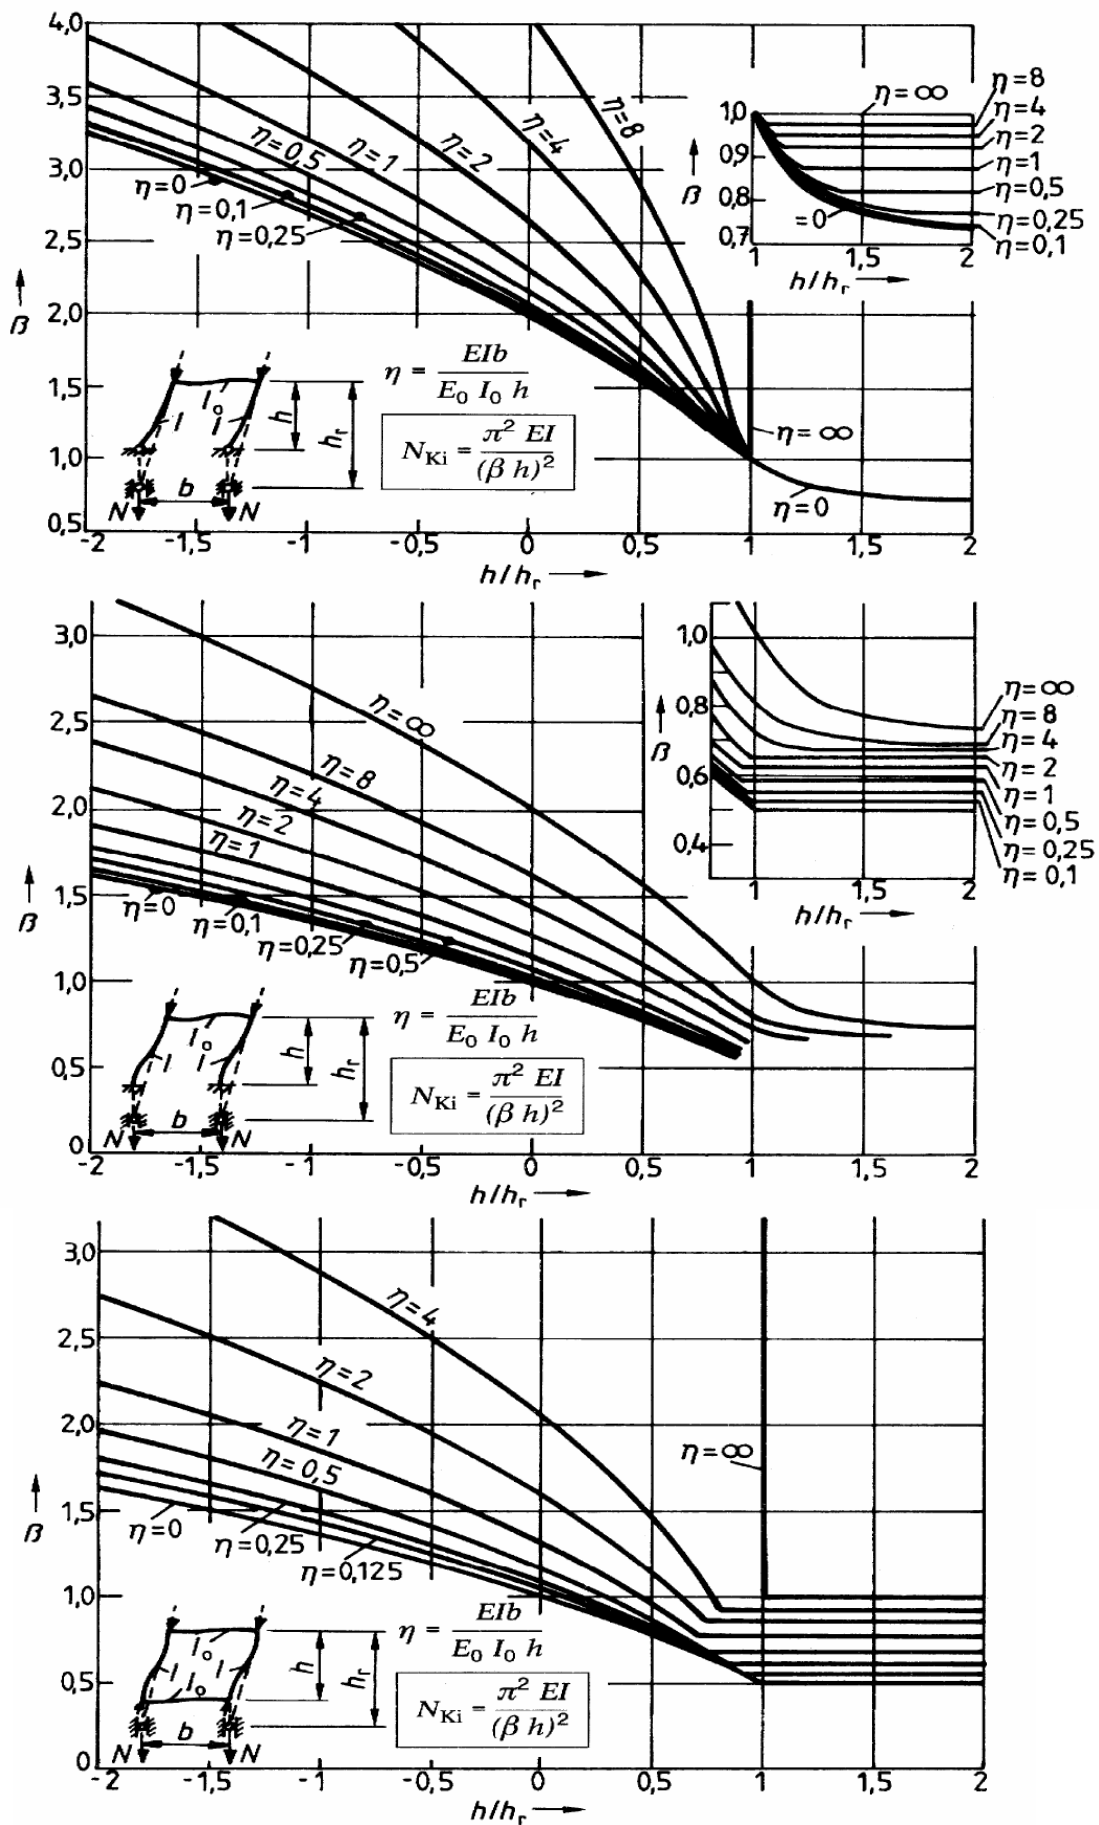 4,0
3,5
3,0
2,5
2,0
1,5
1,0
0,5
β
η=0
η=0,1
η=0,25
η=0,5
η=1
η=2
η=4
η=8
η=∞
η=0
-2
-1,5
-1
-0,5
0
0,5
1
1,5
2
h/hᵣ
η = EIb / E₀ I₀ h
N_Ki = π² EI / (β h)²
I₀
I
I
h
hᵣ
b
N
N
1,0
0,9
0,8
0,7
β
=0
η=∞
η=8
η=4
η=2
η=1
η=0,5
η=0,25
η=0,1
1
1,5
2
h/hᵣ
3,0
2,5
2,0
1,5
1,0
0,5
0
β
η=∞
η=8
η=4
η=2
η=1
η=0
η=0,1
η=0,25
η=0,5
-2
-1,5
-1
-0,5
0
0,5
1
1,5
2
h/hᵣ
η = EIb / E₀ I₀ h
N_Ki = π² EI / (β h)²
I₀
I
I
h
hᵣ
b
N
N
1,0
0,8
0,6
0,4
β
η=∞
η=8
η=4
η=2
η=1
η=0,5
η=0,25
η=0,1
1
1,5
2
h/hᵣ
3,0
2,5
2,0
1,5
1,0
0,5
0
β
η=4
η=2
η=1
η=0,5
η=0
η=0,25
η=0,125
η=∞
-2
-1,5
-1
-0,5
0
0,5
1
1,5
2
h/hᵣ
η = EIb / E₀ I₀ h
N_Ki = π² EI / (β h)²
I₀
I
I
I₀
h
hᵣ
b
N
N